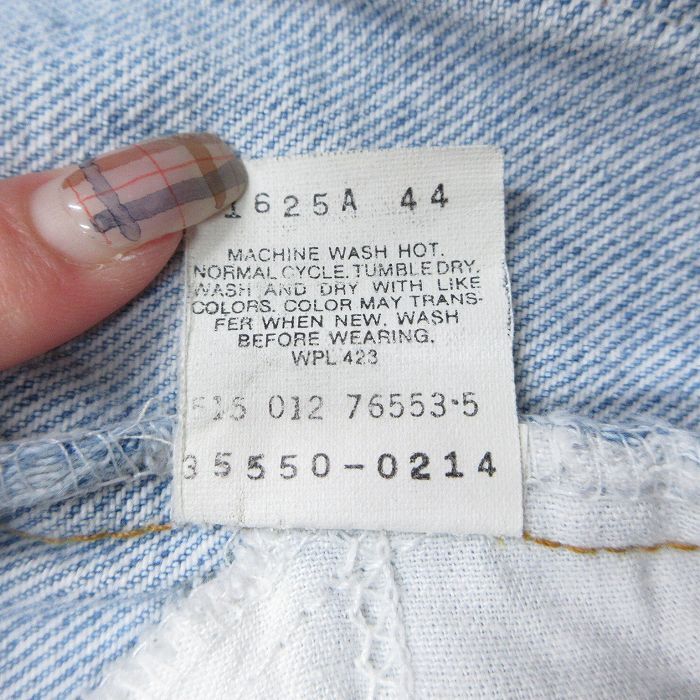 1625A 44
MACHINE WASH HOT.
NORMAL CYCLE. TUMBLE DRY.
WASH AND DRY WITH LIKE
COLORS. COLOR MAY TRANS-
FER WHEN NEW. WASH
BEFORE WEARING.
WPL 423
515 012 76553·5
35550-0214